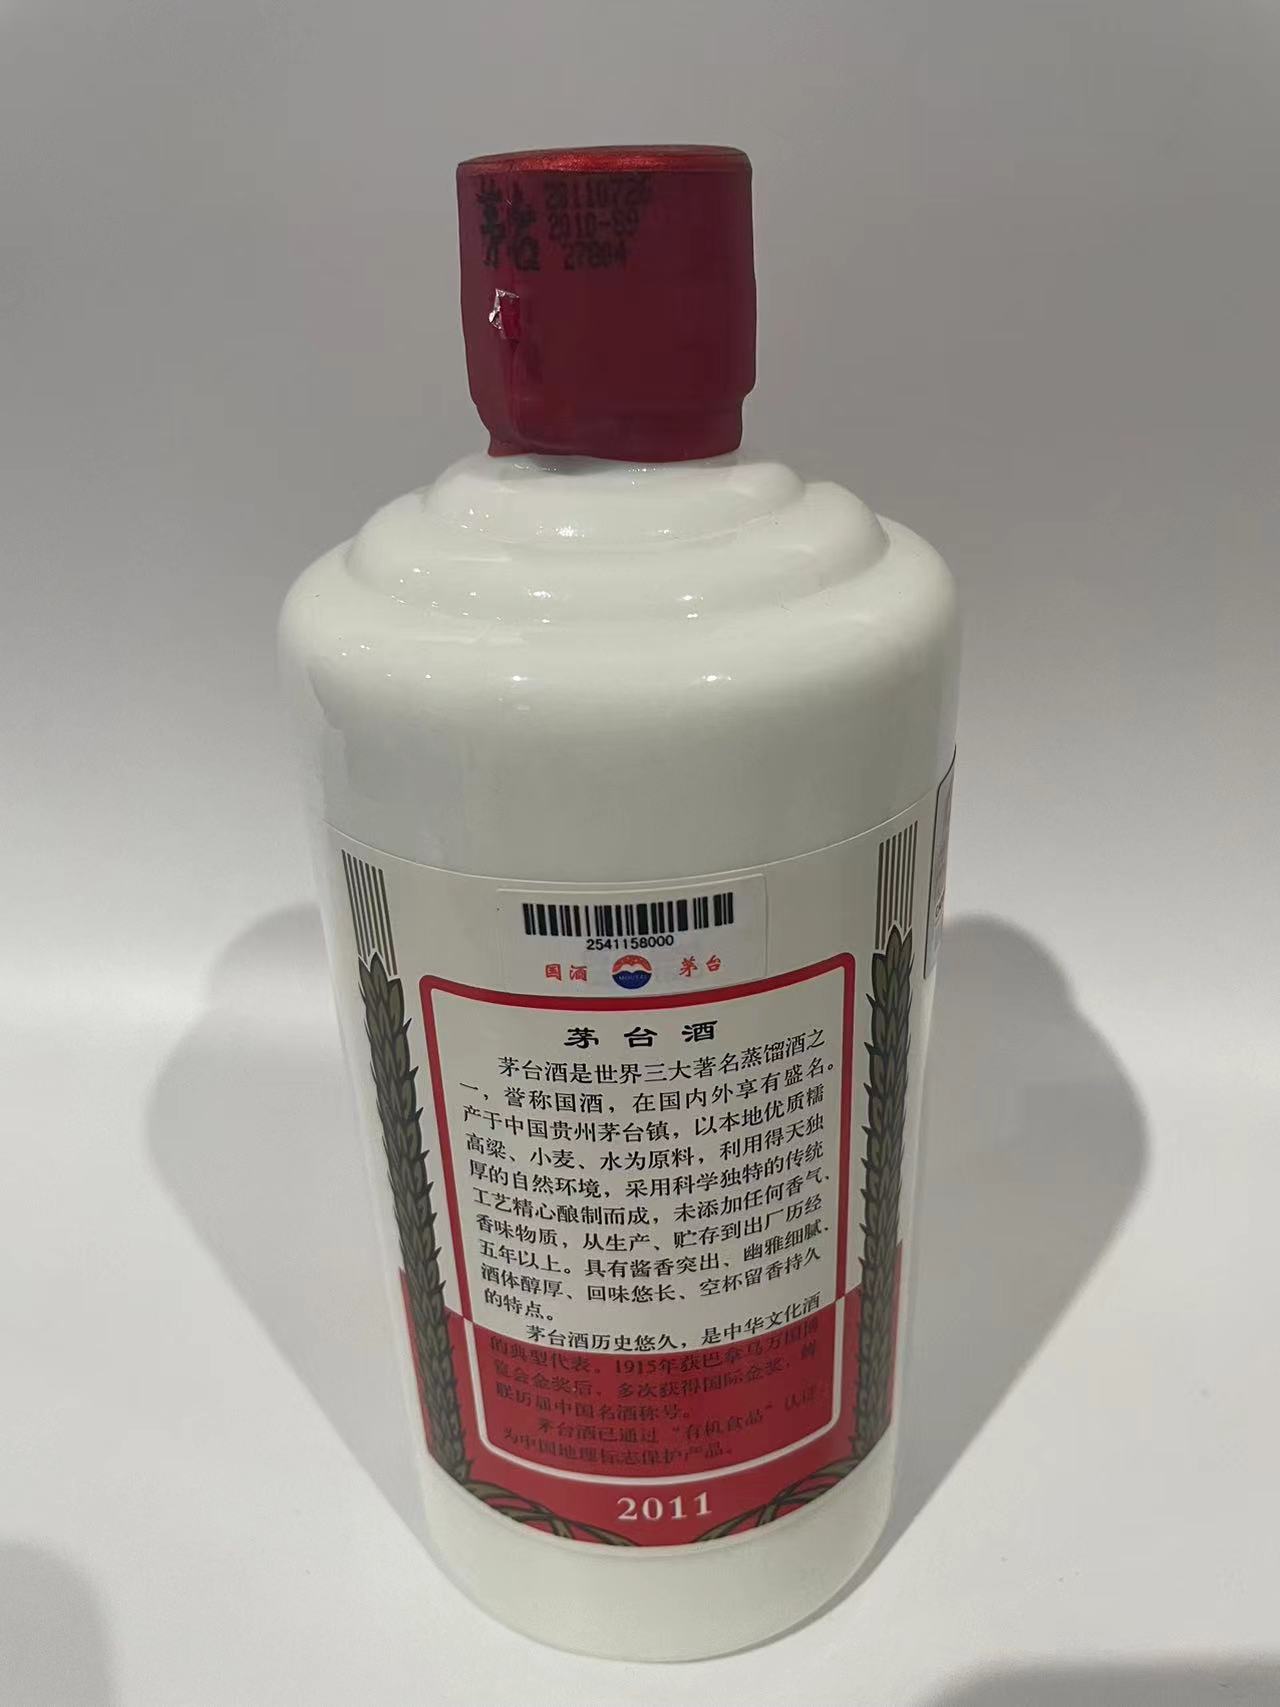 20110726
2010-S9
27804
2541158000
国酒
MOUTAI
茅台
茅台酒
茅台酒是世界三大著名蒸馏酒之
一，誉称国酒，在国内外享有盛名。
产于中国贵州茅台镇，以本地优质糯
高粱、小麦、水为原料，利用得天独
厚的自然环境，采用科学独特的传统
工艺精心酿制而成，未添加任何香气、
香味物质，从生产、贮存到出厂历经
五年以上。具有酱香突出、幽雅细腻、
酒体醇厚、回味悠长、空杯留香持久
的特点。
茅台酒历史悠久，是中华文化酒
的典型代表。1915年获巴拿马万国博
览会金奖后，多次获得国际金奖，蝉
联历届中国名酒称号。
茅台酒已通过“有机食品”认证，
为中国地理标志保护产品。
2011